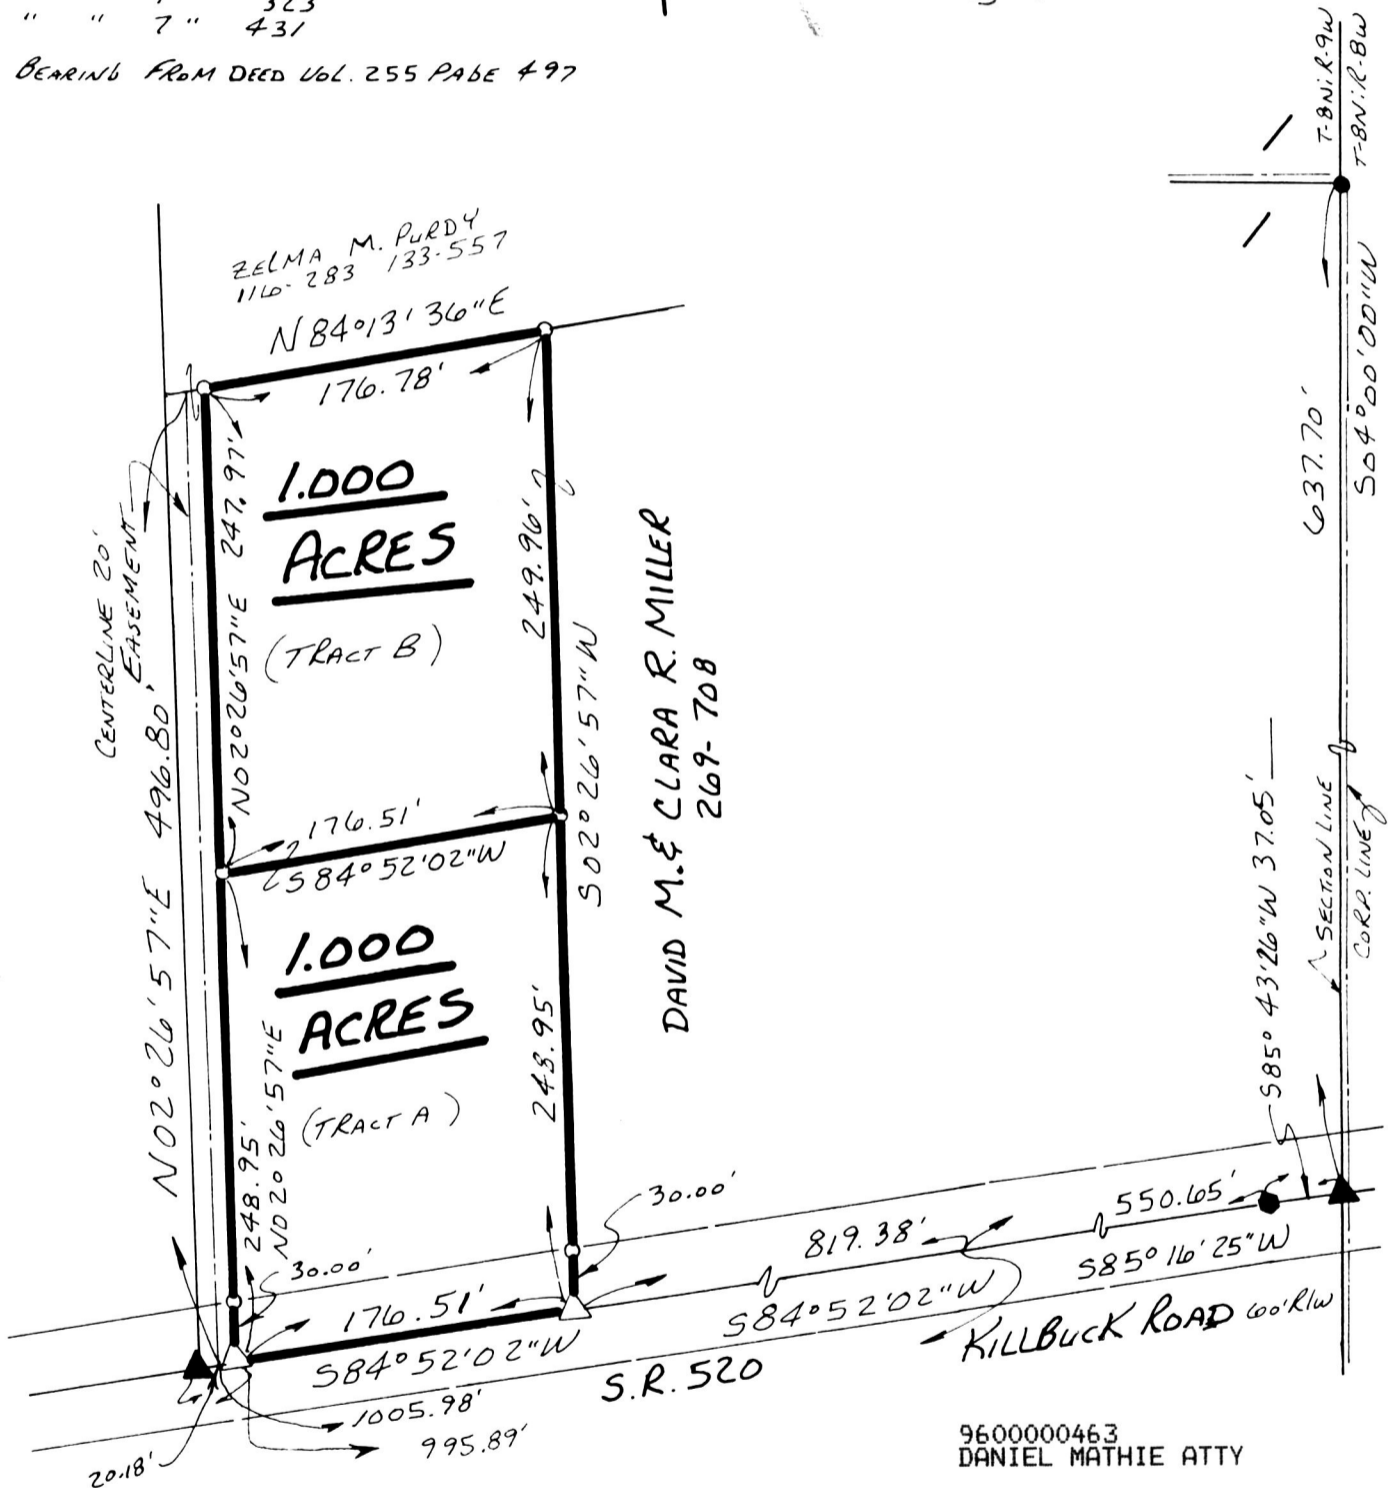 " " 7 " 431
BEARING FROM DEED VOL. 255 PAGE 497
T-8N; R-9W
T-8N; R-8W
ZELMA M. PURDY
116-283 133-557
N 84°13'36"E
176.78'
1.000
ACRES
(TRACT B)
N02°26'57"E 247.97'
249.96'
S02°26'57"W
CENTERLINE 20'
EASEMENT
N02°26'57"E 496.80'
176.51'
S84°52'02"W
1.000
ACRES
(TRACT A)
248.95'
N02°26'57"E
248.95'
DAVID M. & CLARA R. MILLER
269-708
637.70'
S04°00'00"W
SECTION LINE
CORP. LINE
S85°43'26"W 37.05'
30.00'
30.00'
176.51'
S84°52'02"W
819.38'
S84°52'02"W
550.65'
S85°16'25"W
KILLBUCK ROAD 60' R/W
S.R. 520
1005.98'
995.89'
20.18'
9600000463
DANIEL MATHIE ATTY